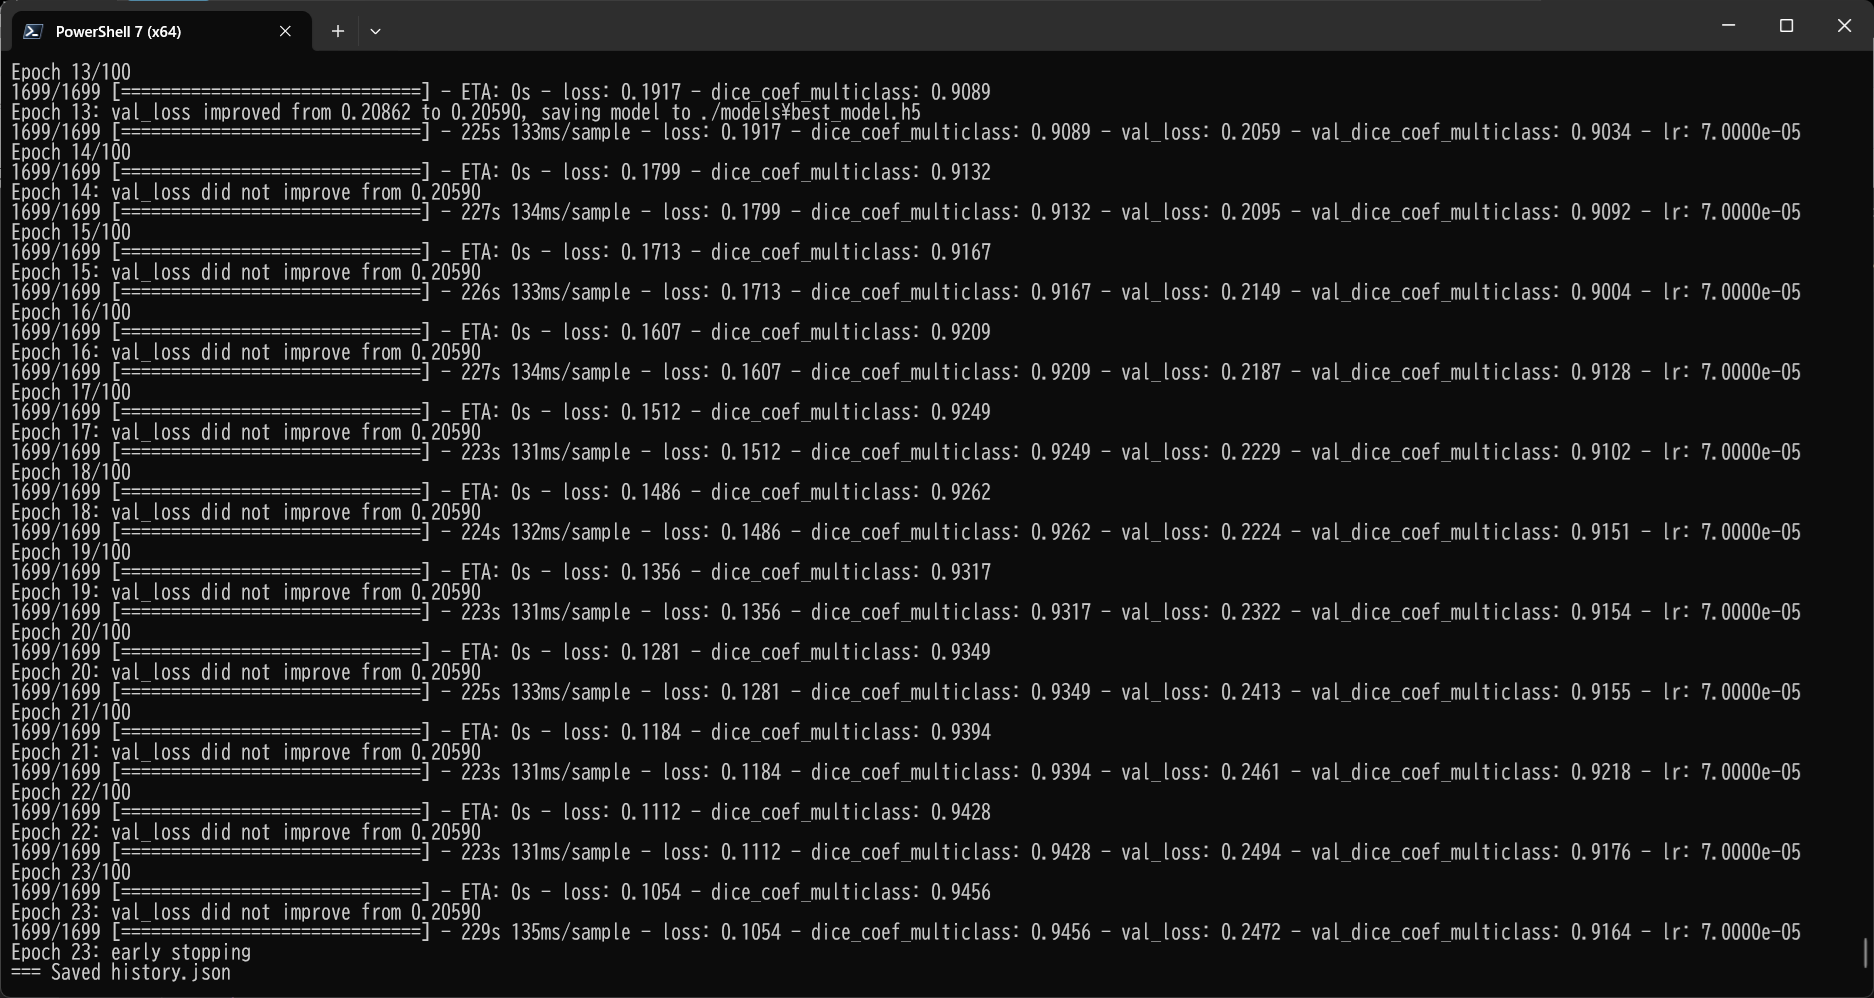 PowerShell 7 (x64)
Epoch 13/100
1699/1699 [==============================] - ETA: 0s - loss: 0.1917 - dice_coef_multiclass: 0.9089
Epoch 13: val_loss improved from 0.20862 to 0.20590, saving model to ./models¥best_model.h5
1699/1699 [==============================] - 225s 133ms/sample - loss: 0.1917 - dice_coef_multiclass: 0.9089 - val_loss: 0.2059 - val_dice_coef_multiclass: 0.9034 - lr: 7.0000e-05
Epoch 14/100
1699/1699 [==============================] - ETA: 0s - loss: 0.1799 - dice_coef_multiclass: 0.9132
Epoch 14: val_loss did not improve from 0.20590
1699/1699 [==============================] - 227s 134ms/sample - loss: 0.1799 - dice_coef_multiclass: 0.9132 - val_loss: 0.2095 - val_dice_coef_multiclass: 0.9092 - lr: 7.0000e-05
Epoch 15/100
1699/1699 [==============================] - ETA: 0s - loss: 0.1713 - dice_coef_multiclass: 0.9167
Epoch 15: val_loss did not improve from 0.20590
1699/1699 [==============================] - 226s 133ms/sample - loss: 0.1713 - dice_coef_multiclass: 0.9167 - val_loss: 0.2149 - val_dice_coef_multiclass: 0.9004 - lr: 7.0000e-05
Epoch 16/100
1699/1699 [==============================] - ETA: 0s - loss: 0.1607 - dice_coef_multiclass: 0.9209
Epoch 16: val_loss did not improve from 0.20590
1699/1699 [==============================] - 227s 134ms/sample - loss: 0.1607 - dice_coef_multiclass: 0.9209 - val_loss: 0.2187 - val_dice_coef_multiclass: 0.9128 - lr: 7.0000e-05
Epoch 17/100
1699/1699 [==============================] - ETA: 0s - loss: 0.1512 - dice_coef_multiclass: 0.9249
Epoch 17: val_loss did not improve from 0.20590
1699/1699 [==============================] - 223s 131ms/sample - loss: 0.1512 - dice_coef_multiclass: 0.9249 - val_loss: 0.2229 - val_dice_coef_multiclass: 0.9102 - lr: 7.0000e-05
Epoch 18/100
1699/1699 [==============================] - ETA: 0s - loss: 0.1486 - dice_coef_multiclass: 0.9262
Epoch 18: val_loss did not improve from 0.20590
1699/1699 [==============================] - 224s 132ms/sample - loss: 0.1486 - dice_coef_multiclass: 0.9262 - val_loss: 0.2224 - val_dice_coef_multiclass: 0.9151 - lr: 7.0000e-05
Epoch 19/100
1699/1699 [==============================] - ETA: 0s - loss: 0.1356 - dice_coef_multiclass: 0.9317
Epoch 19: val_loss did not improve from 0.20590
1699/1699 [==============================] - 223s 131ms/sample - loss: 0.1356 - dice_coef_multiclass: 0.9317 - val_loss: 0.2322 - val_dice_coef_multiclass: 0.9154 - lr: 7.0000e-05
Epoch 20/100
1699/1699 [==============================] - ETA: 0s - loss: 0.1281 - dice_coef_multiclass: 0.9349
Epoch 20: val_loss did not improve from 0.20590
1699/1699 [==============================] - 225s 133ms/sample - loss: 0.1281 - dice_coef_multiclass: 0.9349 - val_loss: 0.2413 - val_dice_coef_multiclass: 0.9155 - lr: 7.0000e-05
Epoch 21/100
1699/1699 [==============================] - ETA: 0s - loss: 0.1184 - dice_coef_multiclass: 0.9394
Epoch 21: val_loss did not improve from 0.20590
1699/1699 [==============================] - 223s 131ms/sample - loss: 0.1184 - dice_coef_multiclass: 0.9394 - val_loss: 0.2461 - val_dice_coef_multiclass: 0.9218 - lr: 7.0000e-05
Epoch 22/100
1699/1699 [==============================] - ETA: 0s - loss: 0.1112 - dice_coef_multiclass: 0.9428
Epoch 22: val_loss did not improve from 0.20590
1699/1699 [==============================] - 223s 131ms/sample - loss: 0.1112 - dice_coef_multiclass: 0.9428 - val_loss: 0.2494 - val_dice_coef_multiclass: 0.9176 - lr: 7.0000e-05
Epoch 23/100
1699/1699 [==============================] - ETA: 0s - loss: 0.1054 - dice_coef_multiclass: 0.9456
Epoch 23: val_loss did not improve from 0.20590
1699/1699 [==============================] - 229s 135ms/sample - loss: 0.1054 - dice_coef_multiclass: 0.9456 - val_loss: 0.2472 - val_dice_coef_multiclass: 0.9164 - lr: 7.0000e-05
Epoch 23: early stopping
=== Saved history.json